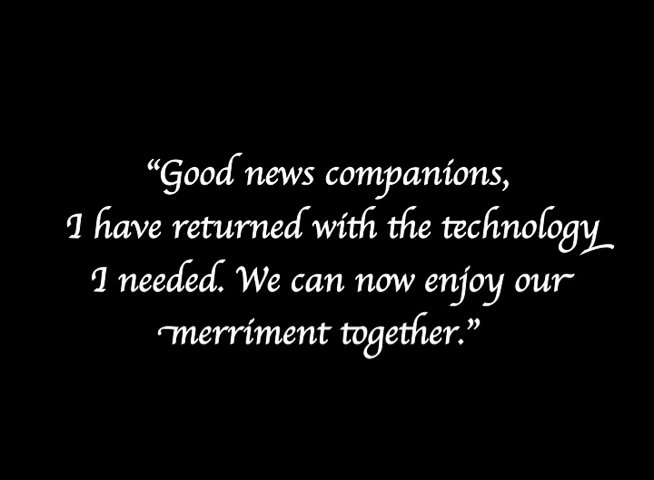 “Good news companions,
I have returned with the technology
I needed. We can now enjoy our
merriment together.”